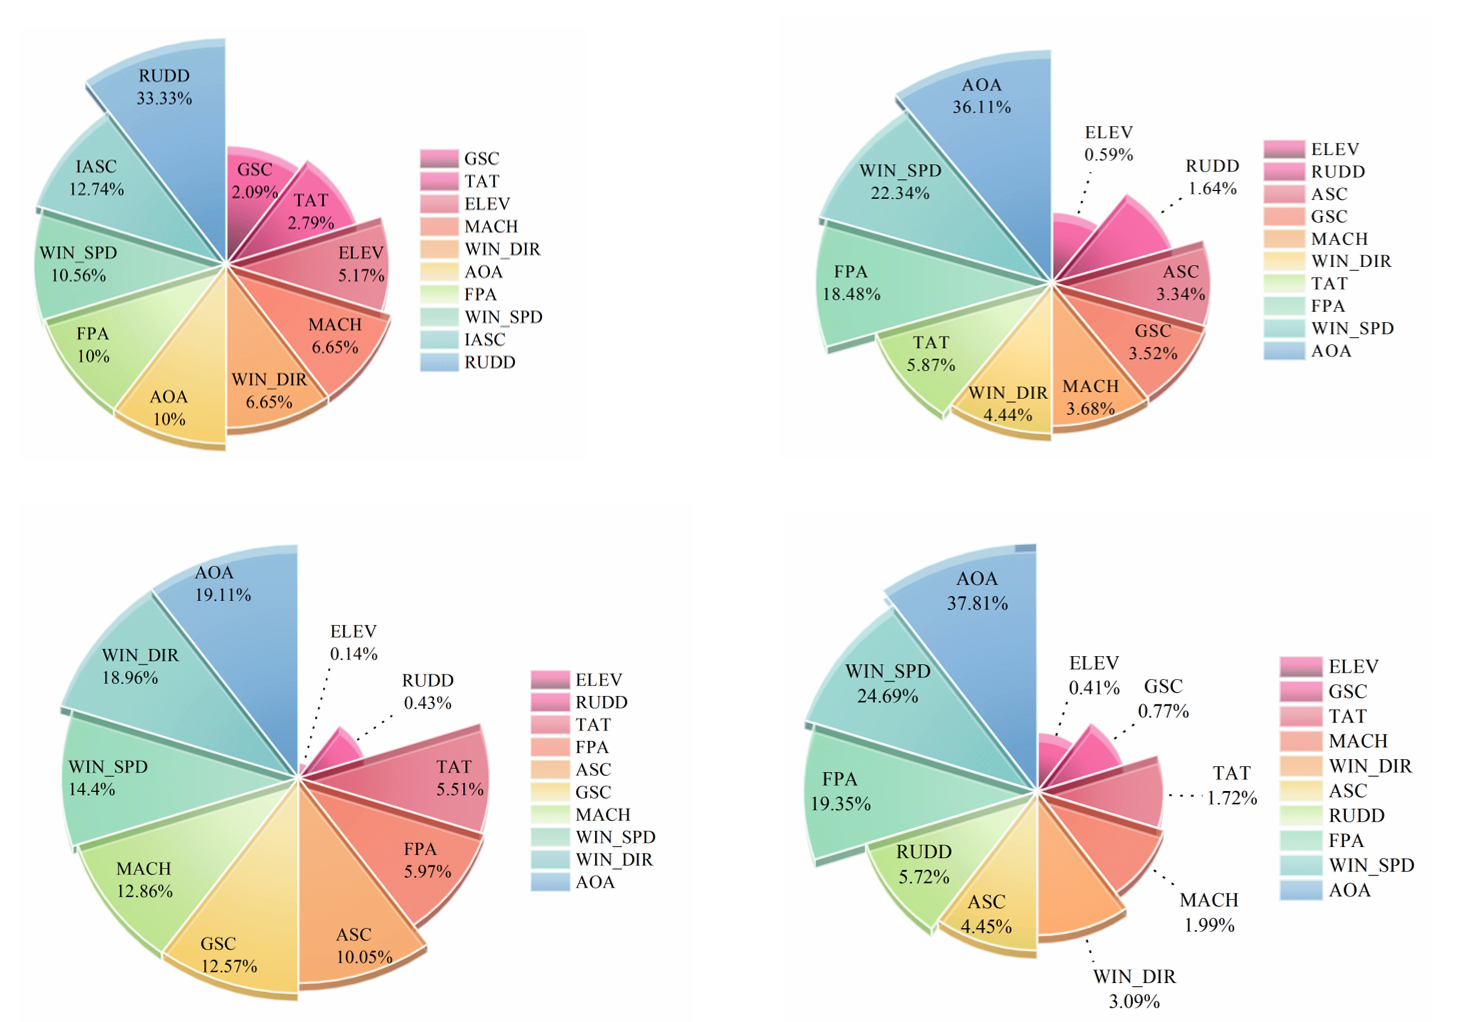 RUDD
33.33%
IASC
12.74%
WIN_SPD
10.56%
FPA
10%
AOA
10%
WIN_DIR
6.65%
MACH
6.65%
ELEV
5.17%
TAT
2.79%
GSC
2.09%
GSC
TAT
ELEV
MACH
WIN_DIR
AOA
FPA
WIN_SPD
IASC
RUDD
AOA
36.11%
WIN_SPD
22.34%
FPA
18.48%
TAT
5.87%
WIN_DIR
4.44%
MACH
3.68%
GSC
3.52%
ASC
3.34%
RUDD
1.64%
ELEV
0.59%
ELEV
RUDD
ASC
GSC
MACH
WIN_DIR
TAT
FPA
WIN_SPD
AOA
AOA
19.11%
WIN_DIR
18.96%
WIN_SPD
14.4%
MACH
12.86%
GSC
12.57%
ASC
10.05%
FPA
5.97%
TAT
5.51%
RUDD
0.43%
ELEV
0.14%
ELEV
RUDD
TAT
FPA
ASC
GSC
MACH
WIN_SPD
WIN_DIR
AOA
AOA
37.81%
WIN_SPD
24.69%
FPA
19.35%
RUDD
5.72%
ASC
4.45%
WIN_DIR
3.09%
MACH
1.99%
TAT
1.72%
GSC
0.77%
ELEV
0.41%
ELEV
GSC
TAT
MACH
WIN_DIR
ASC
RUDD
FPA
WIN_SPD
AOA